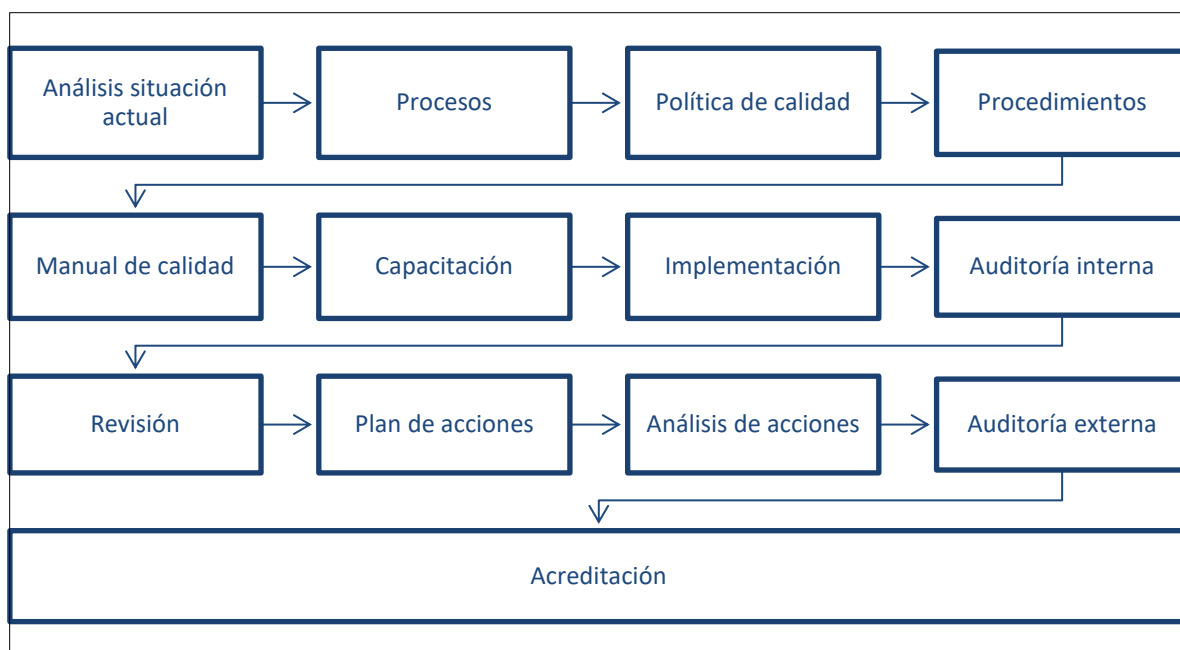 Análisis situación
actual
Procesos
Política de calidad
Procedimientos
Manual de calidad
Capacitación
Implementación
Auditoría interna
Revisión
Plan de acciones
Análisis de acciones
Auditoría externa
Acreditación